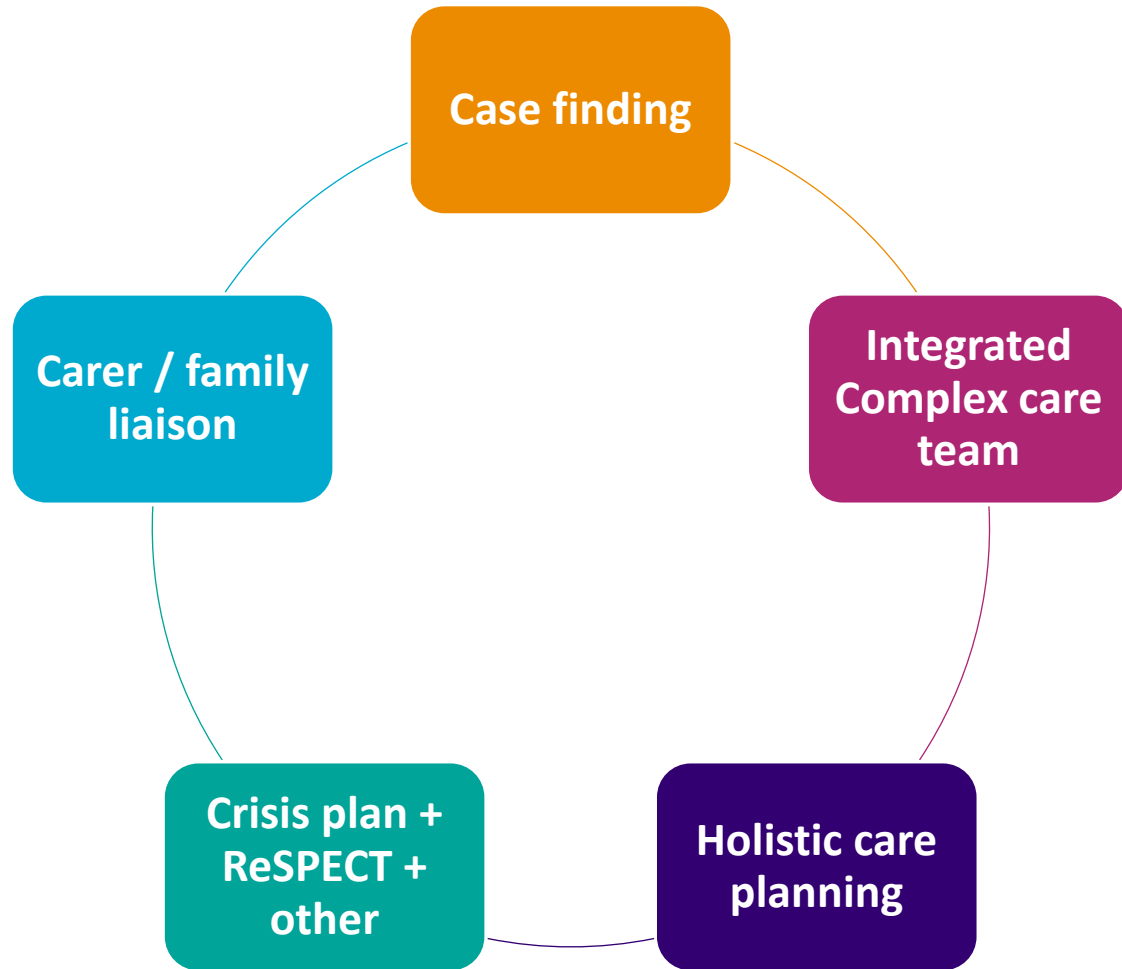 Case finding
Integrated
Complex care
team
Holistic care
planning
Crisis plan +
ReSPECT +
other
Carer / family
liaison